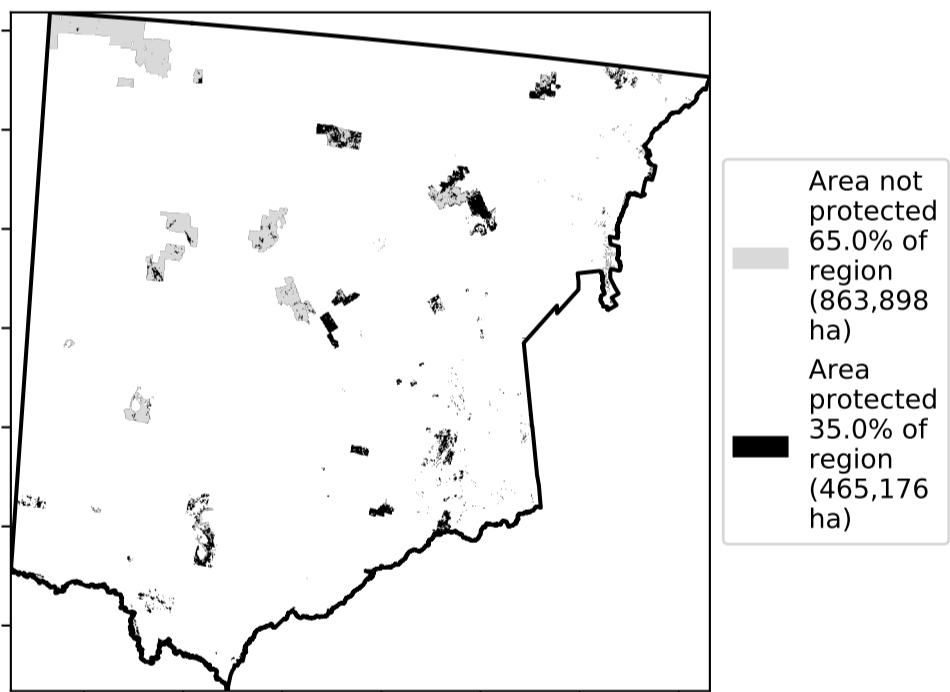 Area not
protected
65.0% of
region
(863,898
ha)
Area
protected
35.0% of
region
(465,176
ha)